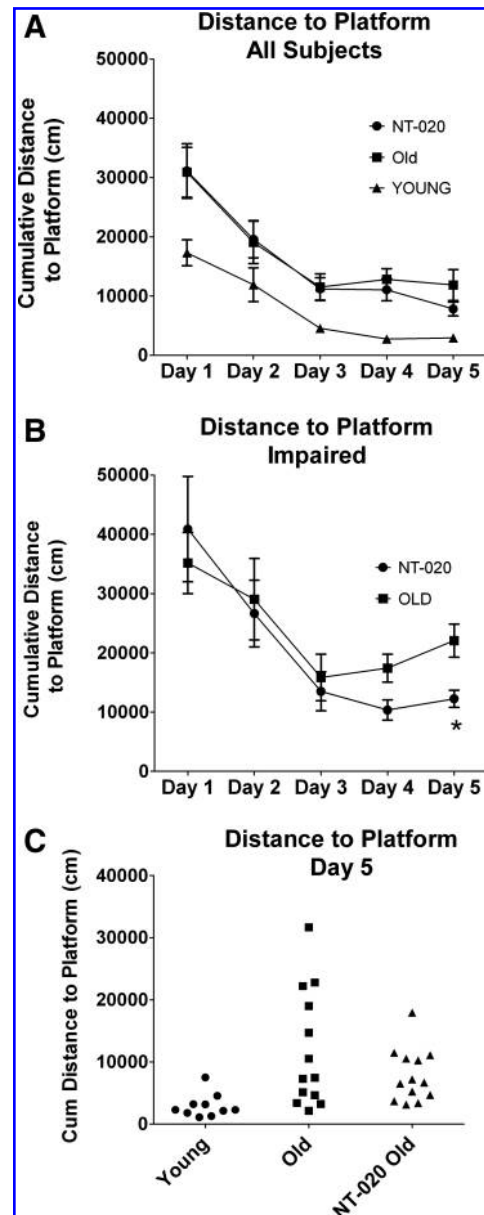 A
Distance to Platform
All Subjects
Cumulative Distance
to Platform (cm)
50000
40000
30000
20000
10000
0
NT-020
Old
YOUNG
Day 1 Day 2 Day 3 Day 4 Day 5
B
Distance to Platform
Impaired
Cumulative Distance
to Platform (cm)
50000
40000
30000
20000
10000
0
NT-020
OLD
*
Day 1 Day 2 Day 3 Day 4 Day 5
C
Distance to Platform
Day 5
Cum Distance to Platform (cm)
40000
30000
20000
10000
0
Young
Old
NT-020 Old